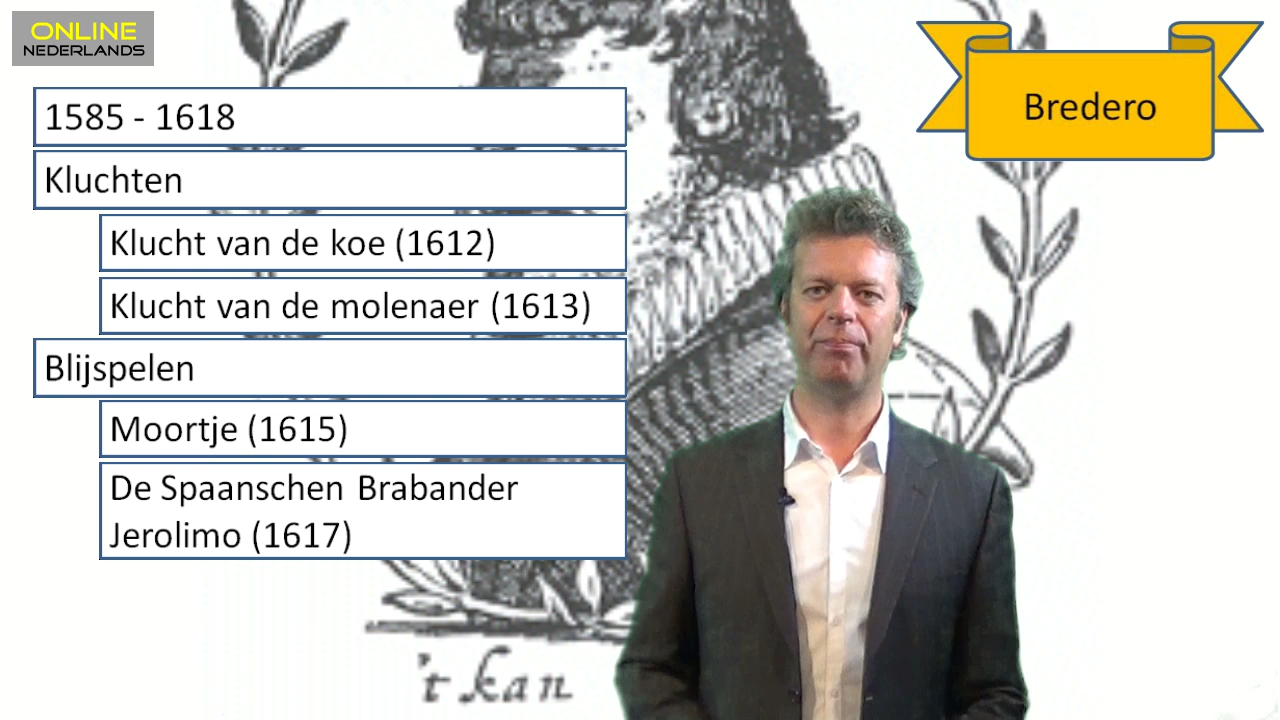 ONLINE
NEDERLANDS
Bredero
1585 - 1618
Kluchten
Klucht van de koe (1612)
Klucht van de molenaer (1613)
Blijspelen
Moortje (1615)
De Spaanschen Brabander
Jerolimo (1617)
't kan